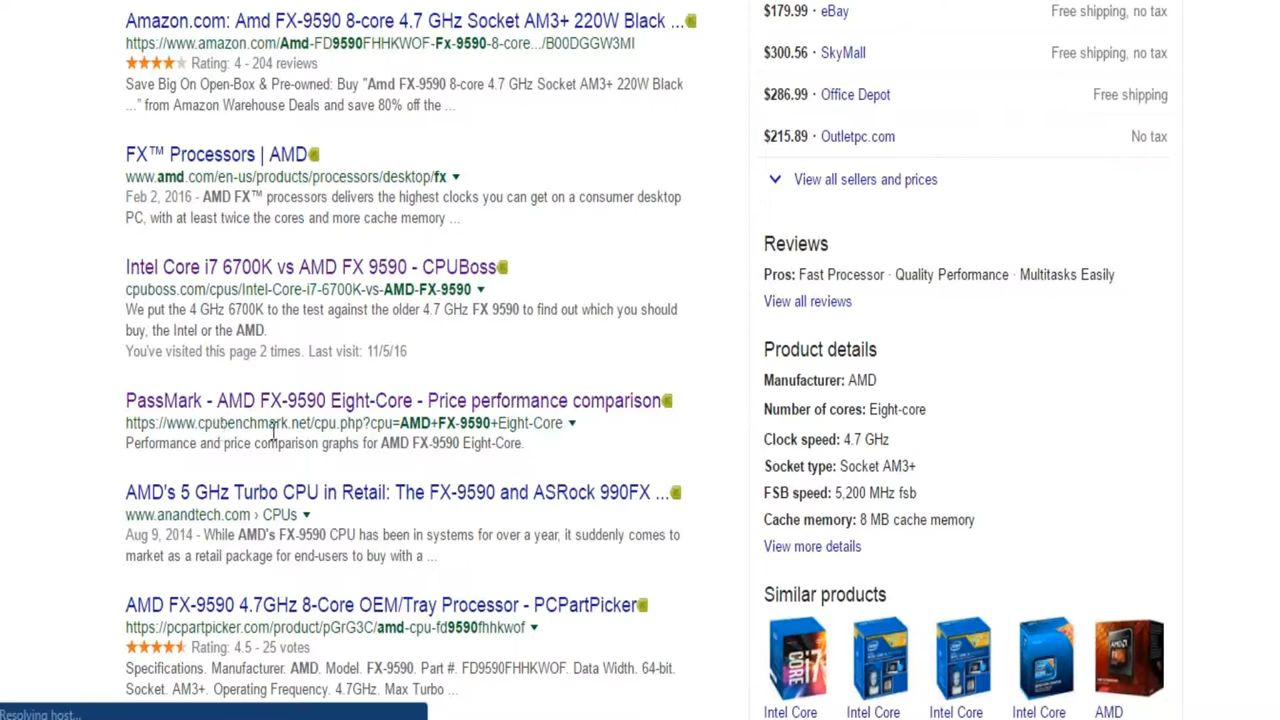 Amazon.com: Amd FX-9590 8-core 4.7 GHz Socket AM3+ 220W Black ...
https://www.amazon.com/Amd-FD9590FHHKWOF-Fx-9590-8-core.../B00DGGW3MI
Rating: 4 - 204 reviews
Save Big On Open-Box & Pre-owned: Buy "Amd FX-9590 8-core 4.7 GHz Socket AM3+ 220W Black
..." from Amazon Warehouse Deals and save 80% off the ...
FX™ Processors | AMD
www.amd.com/en-us/products/processors/desktop/fx
Feb 2, 2016 - AMD FX™ processors delivers the highest clocks you can get on a consumer desktop
PC, with at least twice the cores and more cache memory ...
Intel Core i7 6700K vs AMD FX 9590 - CPUBoss
cpuboss.com/cpus/Intel-Core-i7-6700K-vs-AMD-FX-9590
We put the 4 GHz 6700K to the test against the older 4.7 GHz FX 9590 to find out which you should
buy, the Intel or the AMD.
You've visited this page 2 times. Last visit: 11/5/16
PassMark - AMD FX-9590 Eight-Core - Price performance comparison
https://www.cpubenchmark.net/cpu.php?cpu=AMD+FX-9590+Eight-Core
Performance and price comparison graphs for AMD FX-9590 Eight-Core.
AMD's 5 GHz Turbo CPU in Retail: The FX-9590 and ASRock 990FX ...
www.anandtech.com › CPUs
Aug 9, 2014 - While AMD's FX-9590 CPU has been in systems for over a year, it suddenly comes to
market as a retail package for end-users to buy with a ...
AMD FX-9590 4.7GHz 8-Core OEM/Tray Processor - PCPartPicker
https://pcpartpicker.com/product/pGrG3C/amd-cpu-fd9590fhhkwof
Rating: 4.5 - 25 votes
Specifications. Manufacturer. AMD. Model. FX-9590. Part #. FD9590FHHKWOF. Data Width. 64-bit.
Socket. AM3+. Operating Frequency. 4.7GHz. Max Turbo ...
Resolving host...
$179.99 · eBay Free shipping, no tax
$300.56 · SkyMall Free shipping, no tax
$286.99 · Office Depot Free shipping
$215.89 · Outletpc.com No tax
View all sellers and prices
Reviews
Pros: Fast Processor · Quality Performance · Multitasks Easily
View all reviews
Product details
Manufacturer: AMD
Number of cores: Eight-core
Clock speed: 4.7 GHz
Socket type: Socket AM3+
FSB speed: 5,200 MHz fsb
Cache memory: 8 MB cache memory
View more details
Similar products
CORE i7
Intel Core Intel Core Intel Core Intel Core AMD